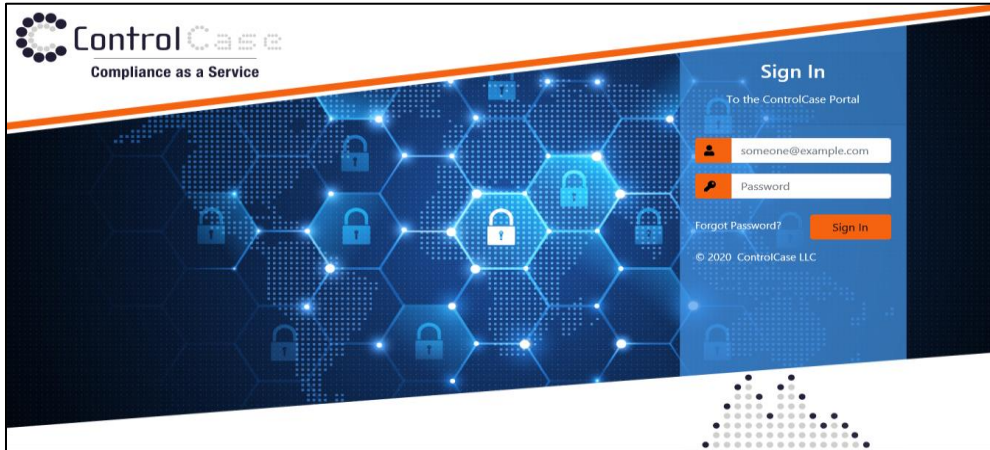 ControlCase
Compliance as a Service
Sign In
To the ControlCase Portal
someone@example.com
Password
Forgot Password?
Sign In
© 2020 ControlCase LLC